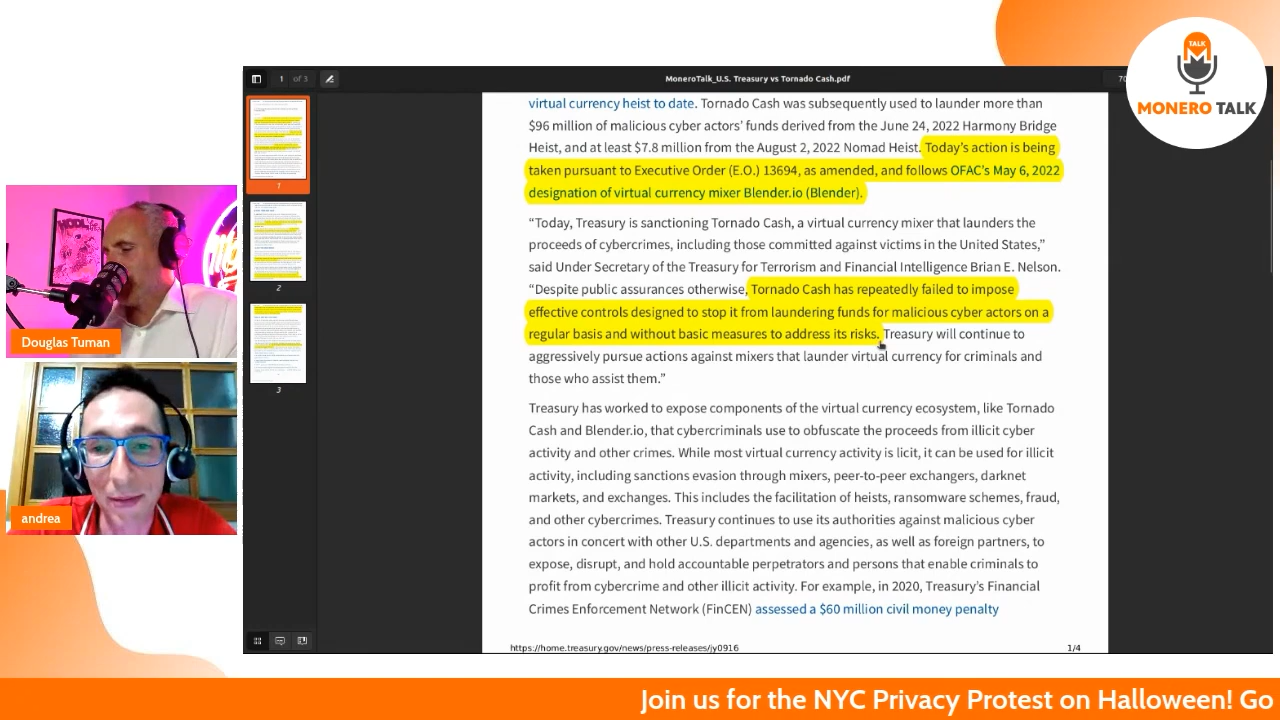 1 of 3
MoneroTalk_U.S. Treasury vs Tornado Cash.pdf
70
TALK
MONERO TALK
virtual currency heist to date. Tornado Cash was subsequently used to launder more than
$96 million of malicious cyber actors' funds derived from the June 24, 2022 Harmony Bridge
Heist, and at least $7.8 million from the August 2, 2022 Nomad Heist. Today's action is being
taken pursuant to Executive Order (E.O.) 13694, as amended, and follows OFAC's May 6, 2022
designation of virtual currency mixer Blender.io (Blender).
"Today, Treasury is sanctioning Tornado Cash, a virtual currency mixer that launders the
proceeds of cybercrimes, including those committed against victims in the United States,"
said Under Secretary of the Treasury for Terrorism and Financial Intelligence Brian E. Nelson.
“Despite public assurances otherwise, Tornado Cash has repeatedly failed to impose
effective controls designed to stop it from laundering funds for malicious cyber actors on a
regular basis and without basic measures to address its risks. Treasury will continue to
aggressively pursue actions against mixers that launder virtual currency for criminals and
those who assist them.”
Treasury has worked to expose components of the virtual currency ecosystem, like Tornado
Cash and Blender.io, that cybercriminals use to obfuscate the proceeds from illicit cyber
activity and other crimes. While most virtual currency activity is licit, it can be used for illicit
activity, including sanctions evasion through mixers, peer-to-peer exchangers, darknet
markets, and exchanges. This includes the facilitation of heists, ransomware schemes, fraud,
and other cybercrimes. Treasury continues to use its authorities against malicious cyber
actors in concert with other U.S. departments and agencies, as well as foreign partners, to
expose, disrupt, and hold accountable perpetrators and persons that enable criminals to
profit from cybercrime and other illicit activity. For example, in 2020, Treasury’s Financial
Crimes Enforcement Network (FinCEN) assessed a $60 million civil money penalty
https://home.treasury.gov/news/press-releases/jy0916
1/4
1
2
3
Douglas Tuman
andrea
Join us for the NYC Privacy Protest on Halloween! Go